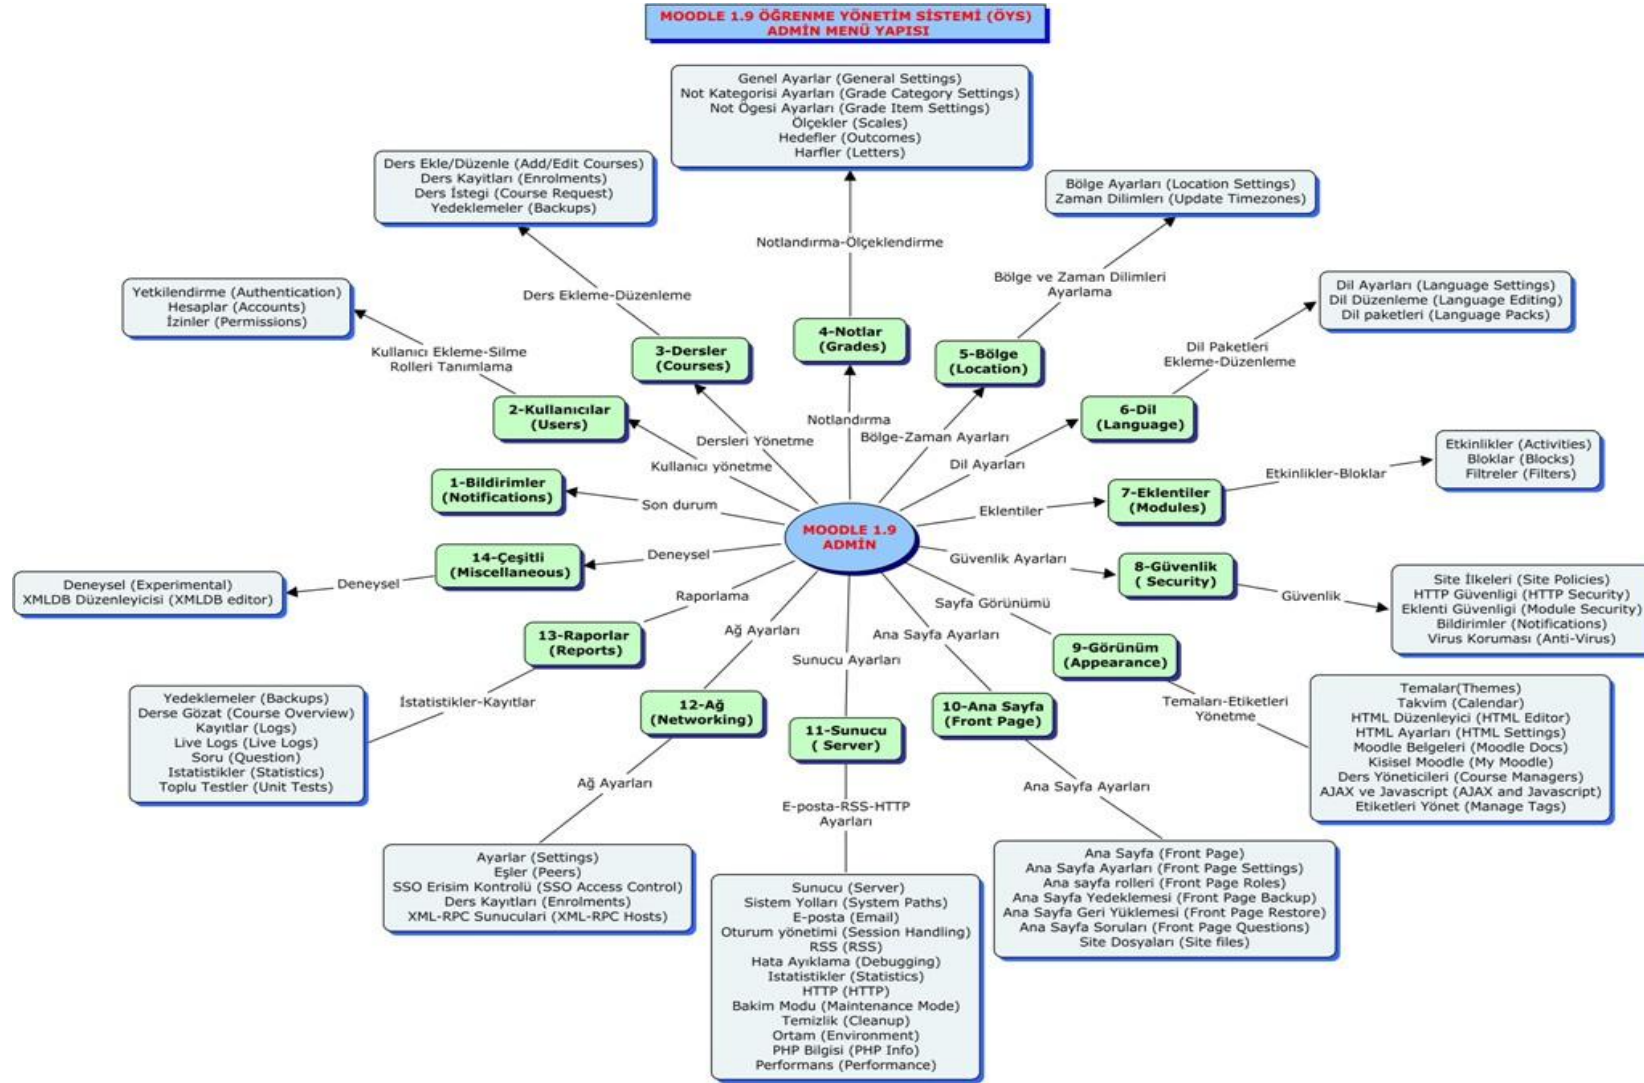 MOODLE 1.9 ÖĞRENME YÖNETİM SİSTEMİ (ÖYS)
ADMİN MENÜ YAPISI
Genel Ayarlar (General Settings)
Not Kategorisi Ayarları (Grade Category Settings)
Not Ögesi Ayarları (Grade Item Settings)
Ölçekler (Scales)
Hedefler (Outcomes)
Harfler (Letters)
Ders Ekle/Düzenle (Add/Edit Courses)
Ders Kayitları (Enrolments)
Ders İstegi (Course Request)
Yedeklemeler (Backups)
Bölge Ayarları (Location Settings)
Zaman Dilimleri (Update Timezones)
Notlandırma-Ölçeklendirme
Bölge ve Zaman Dilimleri
Ayarlama
Ders Ekleme-Düzenleme
Yetkilendirme (Authentication)
Hesaplar (Accounts)
İzinler (Permissions)
Dil Ayarları (Language Settings)
Dil Düzenleme (Language Editing)
Dil paketleri (Language Packs)
Kullanıcı Ekleme-Silme
Rolleri Tanımlama
3-Dersler
(Courses)
4-Notlar
(Grades)
5-Bölge
(Location)
Dil Paketleri
Ekleme-Düzenleme
2-Kullanıcılar
(Users)
6-Dil
(Language)
Kullanıcı yönetme
Dersleri Yönetme
Notlandırma
Bölge-Zaman Ayarları
Dil Ayarları
Etkinlikler (Activities)
Bloklar (Blocks)
Filtreler (Filters)
1-Bildirimler
(Notifications)
Son durum
MOODLE 1.9
ADMİN
Eklentiler
7-Eklentiler
(Modules)
Etkinlikler-Bloklar
Deneysel (Experimental)
XMLDB Düzenleyicisi (XMLDB editor)
Deneysel
14-Çeşitli
(Miscellaneous)
Deneysel
Güvenlik Ayarları
8-Güvenlik
( Security)
Güvenlik
Site İlkeleri (Site Policies)
HTTP Güvenligi (HTTP Security)
Eklenti Güvenligi (Module Security)
Bildirimler (Notifications)
Virus Koruması (Anti-Virus)
Raporlama
Ağ Ayarları
Sunucu Ayarları
Ana Sayfa Ayarları
Sayfa Görünümü
13-Raporlar
(Reports)
9-Görünüm
(Appearance)
İstatistikler-Kayıtlar
Temaları-Etiketleri
Yönetme
Yedeklemeler (Backups)
Derse Gözat (Course Overview)
Kayıtlar (Logs)
Live Logs (Live Logs)
Soru (Question)
Istatistikler (Statistics)
Toplu Testler (Unit Tests)
12-Ağ
(Networking)
11-Sunucu
( Server)
10-Ana Sayfa
(Front Page)
Temalar(Themes)
Takvim (Calendar)
HTML Düzenleyici (HTML Editor)
HTML Ayarları (HTML Settings)
Moodle Belgeleri (Moodle Docs)
Kisisel Moodle (My Moodle)
Ders Yöneticileri (Course Managers)
AJAX ve Javascript (AJAX and Javascript)
Etiketleri Yönet (Manage Tags)
Ağ Ayarları
E-posta-RSS-HTTP
Ayarları
Ana Sayfa Ayarları
Ayarlar (Settings)
Eşler (Peers)
SSO Erisim Kontrolü (SSO Access Control)
Ders Kayıtları (Enrolments)
XML-RPC Sunuculari (XML-RPC Hosts)
Sunucu (Server)
Sistem Yolları (System Paths)
E-posta (Email)
Oturum yönetimi (Session Handling)
RSS (RSS)
Hata Ayıklama (Debugging)
Istatistikler (Statistics)
HTTP (HTTP)
Bakim Modu (Maintenance Mode)
Temizlik (Cleanup)
Ortam (Environment)
PHP Bilgisi (PHP Info)
Performans (Performance)
Ana Sayfa (Front Page)
Ana Sayfa Ayarları (Front Page Settings)
Ana sayfa rolleri (Front Page Roles)
Ana Sayfa Yedeklemesi (Front Page Backup)
Ana Sayfa Geri Yüklemesi (Front Page Restore)
Ana Sayfa Soruları (Front Page Questions)
Site Dosyaları (Site files)